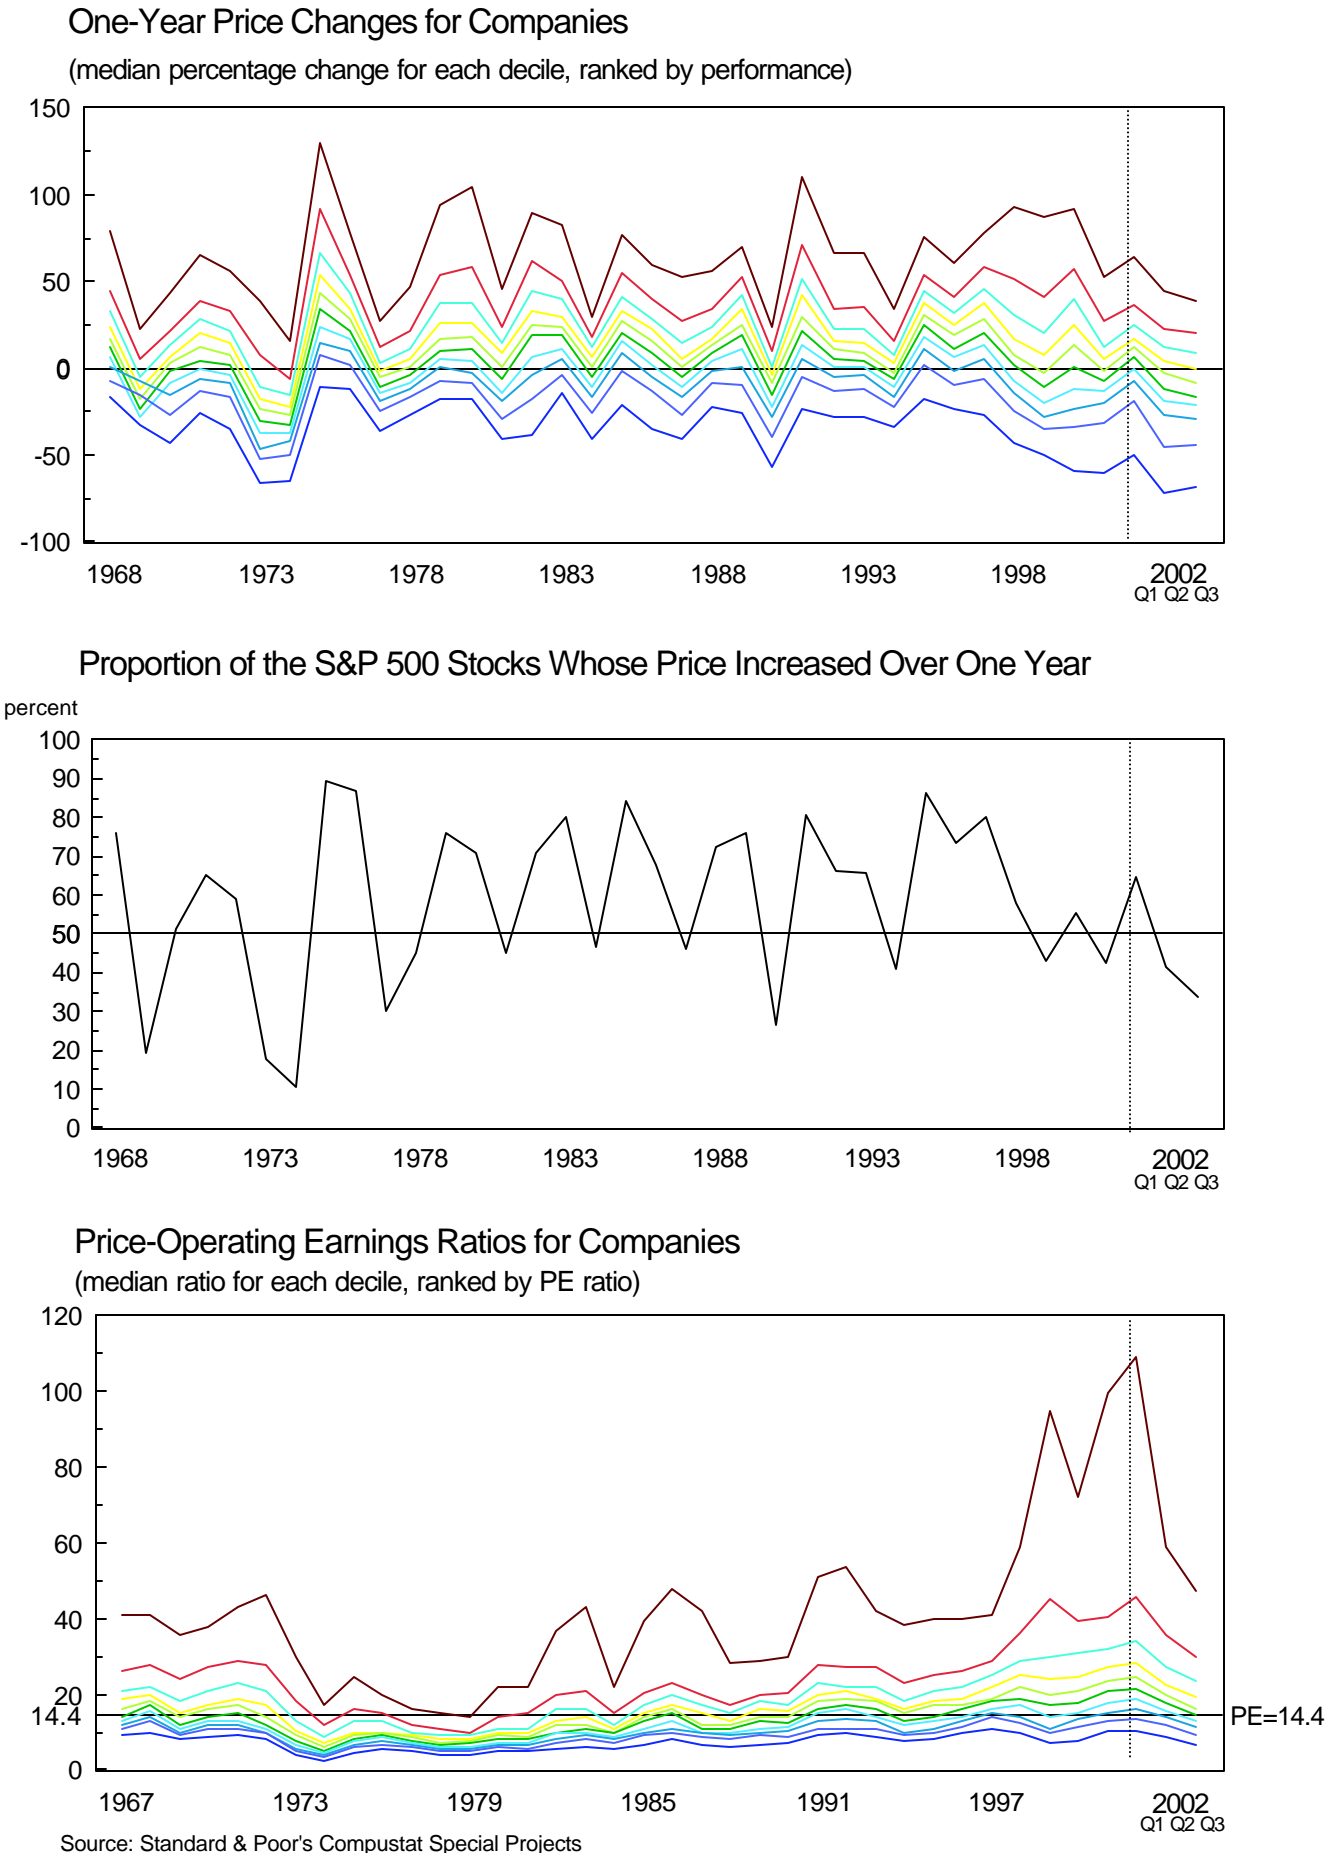 One-Year Price Changes for Companies
(median percentage change for each decile, ranked by performance)
150
100
50
0
-50
-100
1968 1973 1978 1983 1988 1993 1998 2002
Q1 Q2 Q3
Proportion of the S&P 500 Stocks Whose Price Increased Over One Year
percent
100
90
80
70
60
50
40
30
20
10
0
1968 1973 1978 1983 1988 1993 1998 2002
Q1 Q2 Q3
Price-Operating Earnings Ratios for Companies
(median ratio for each decile, ranked by PE ratio)
120
100
80
60
40
20
14.4 PE=14.4
0
1967 1973 1979 1985 1991 1997 2002
Q1 Q2 Q3
Source: Standard & Poor's Compustat Special Projects